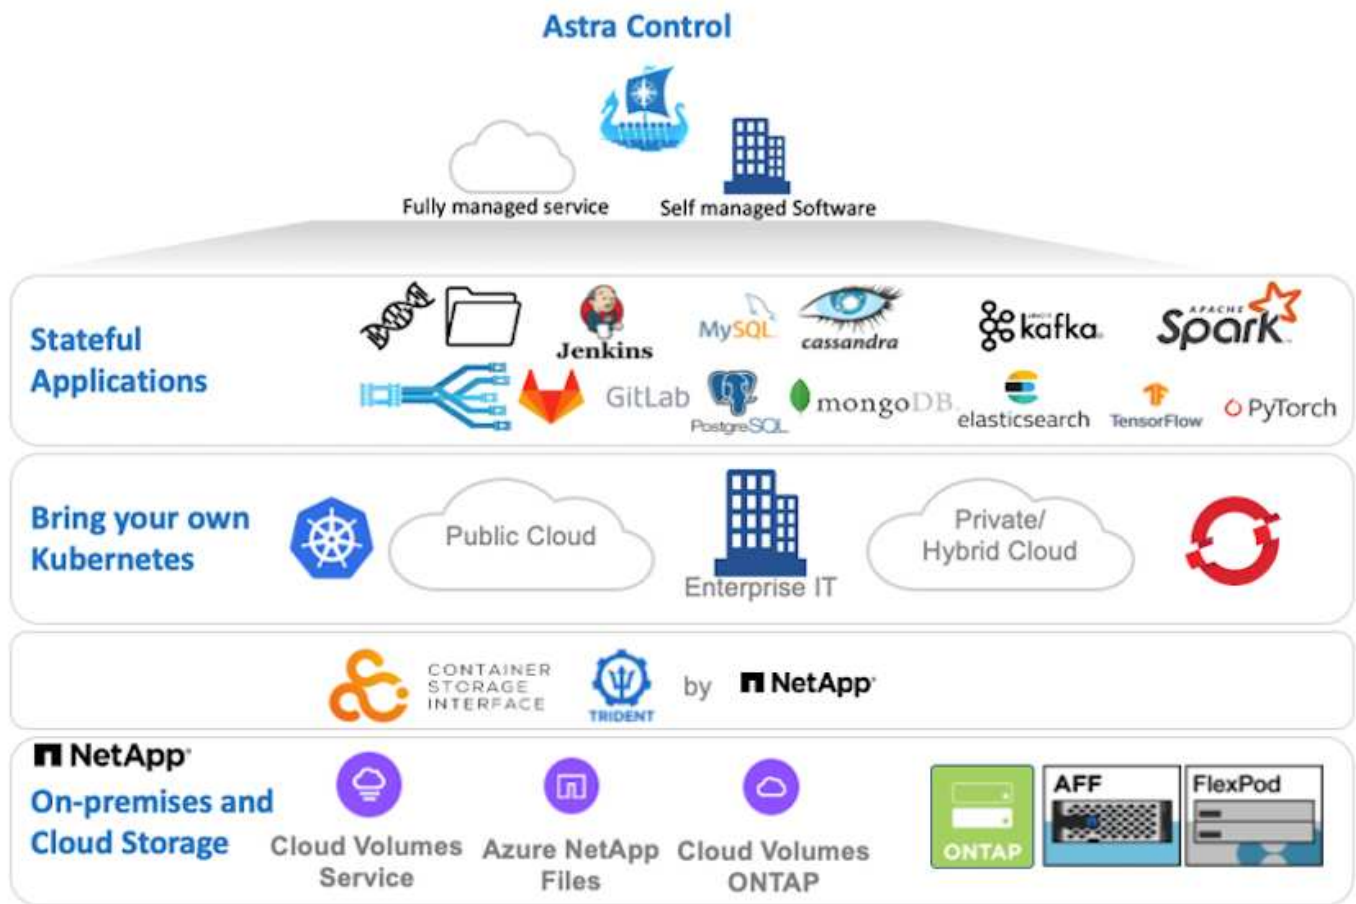 Astra Control
Fully managed service
Self managed Software
Stateful
Applications
Jenkins
MySQL
cassandra
kafka
APACHE
Spark
GitLab
PostgreSQL
mongoDB.
elasticsearch
TensorFlow
PyTorch
Bring your own
Kubernetes
Public Cloud
Enterprise IT
Private/
Hybrid Cloud
CONTAINER
STORAGE
INTERFACE
TRIDENT
by
NetApp
NetApp
On-premises and
Cloud Storage
Cloud Volumes
Service
Azure NetApp
Files
Cloud Volumes
ONTAP
ONTAP
AFF
FlexPod